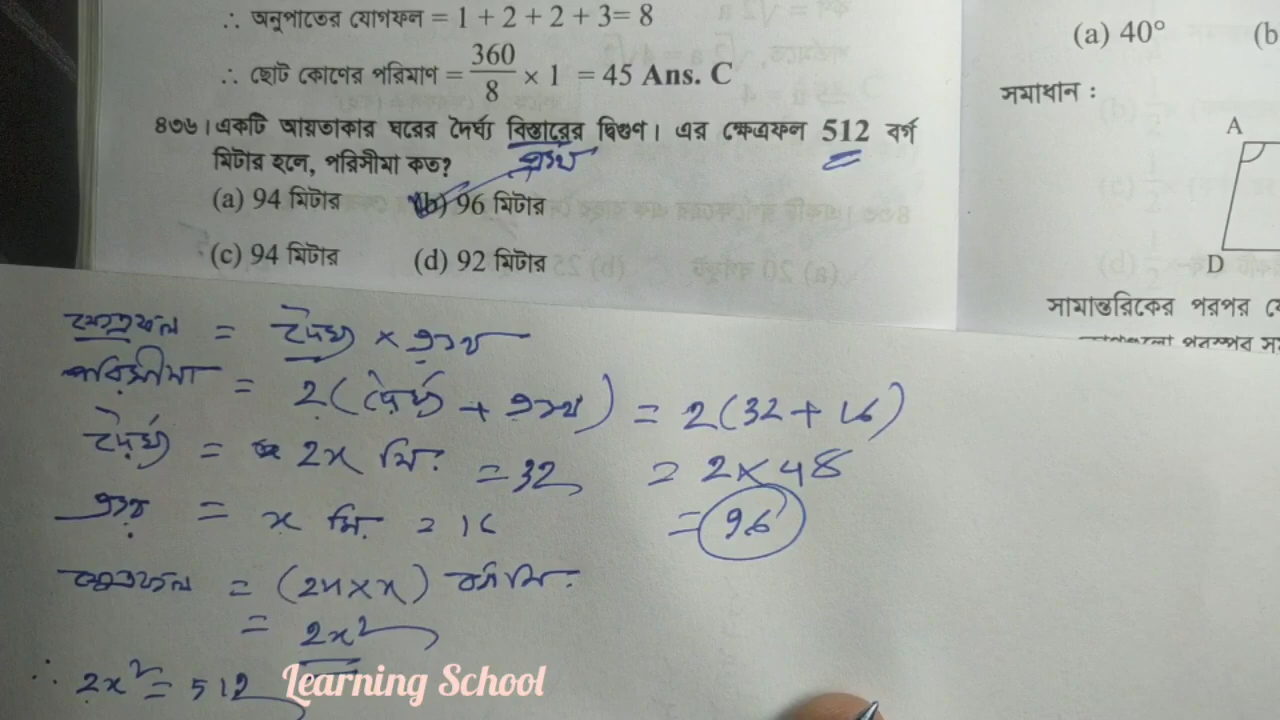 ∴ অনুপাতের যোগফল = 1 + 2 + 2 + 3= 8
∴ ছোট কোণের পরিমাণ = 360/8 × 1 = 45 Ans. C
৪৩৬। একটি আয়তাকার ঘরের দৈর্ঘ্য বিস্তারের দ্বিগুণ। এর ক্ষেত্রফল 512 বর্গ
মিটার হলে, পরিসীমা কত?
প্রস্থ
(a) 94 মিটার (b) 96 মিটার
(c) 94 মিটার (d) 92 মিটার
ক্ষেত্রফল = দৈর্ঘ্য × প্রস্থ
পরিসীমা = 2(দৈর্ঘ্য + প্রস্থ) = 2(32 + 16)
দৈর্ঘ্য = 2x মি. = 32 = 2×48
প্রস্থ = x মি. = 16 = 96
ক্ষেত্রফল = (2x×x) বর্গমি.
= 2x²
∴ 2x² = 512
Learning School
(a) 40° (b
সমাধান :
A
D
সামান্তরিকের পরপর